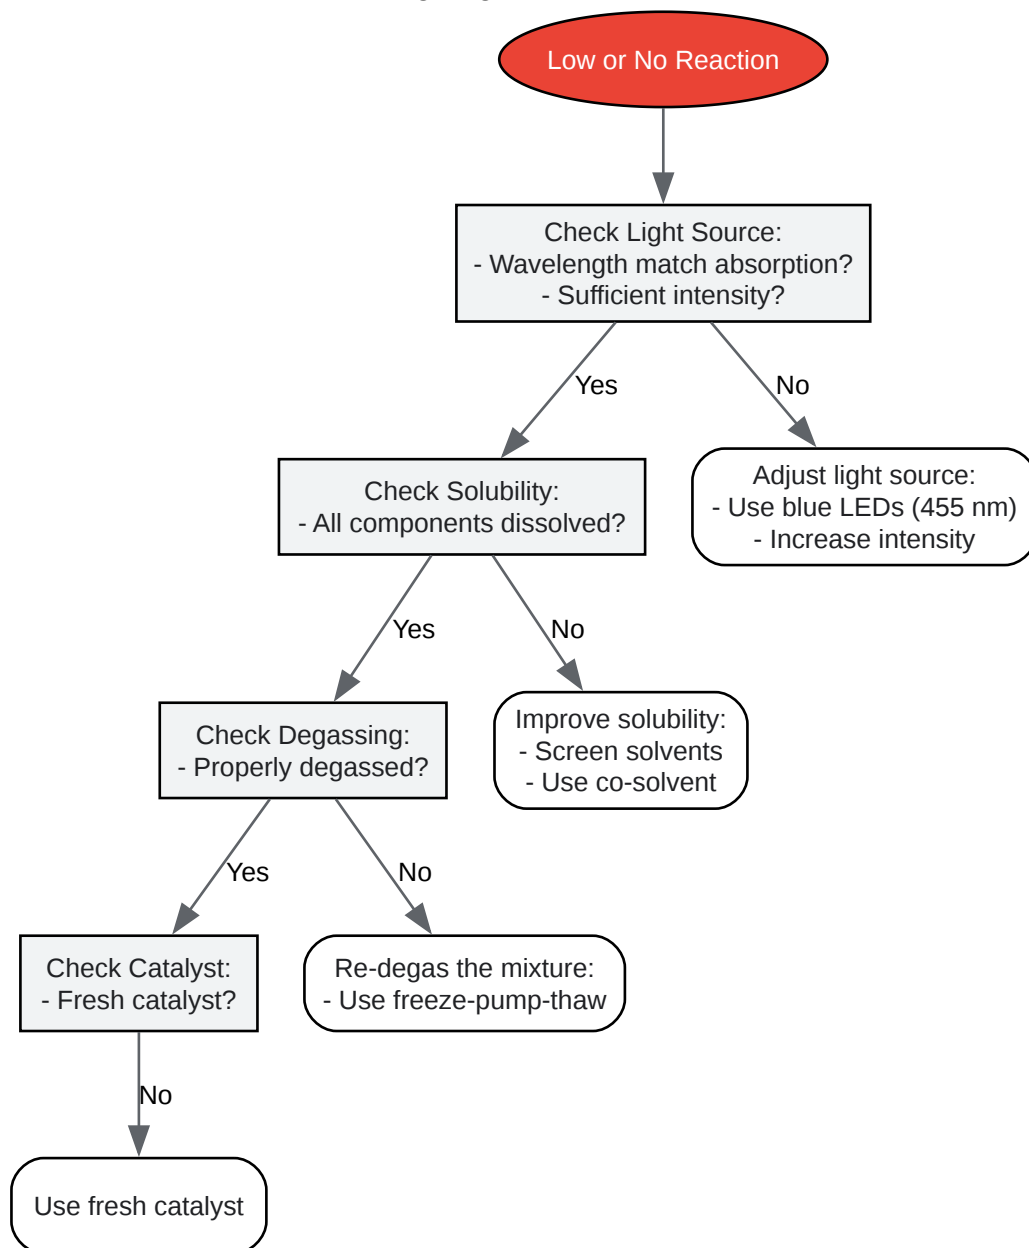 Low or No Reaction
Check Light Source:
- Wavelength match absorption?
- Sufficient intensity?
Yes
No
Check Solubility:
- All components dissolved?
Adjust light source:
- Use blue LEDs (455 nm)
- Increase intensity
Yes
No
Check Degassing:
- Properly degassed?
Improve solubility:
- Screen solvents
- Use co-solvent
Yes
No
Check Catalyst:
- Fresh catalyst?
Re-degas the mixture:
- Use freeze-pump-thaw
No
Use fresh catalyst